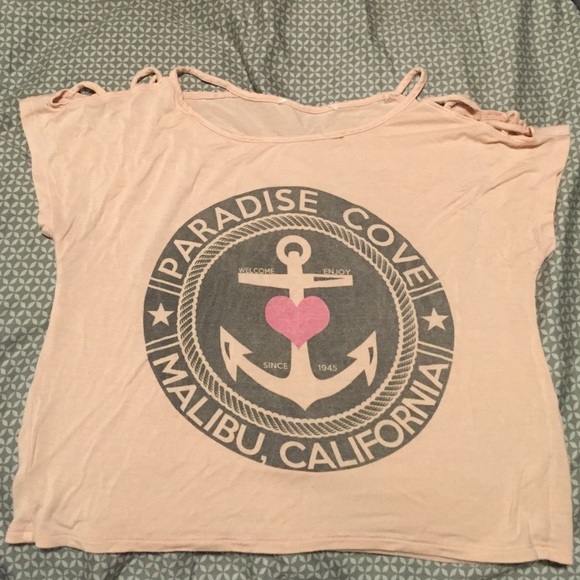 PARADISE COVE
WELCOME ENJOY
SINCE 1945
MALIBU, CALIFORNIA